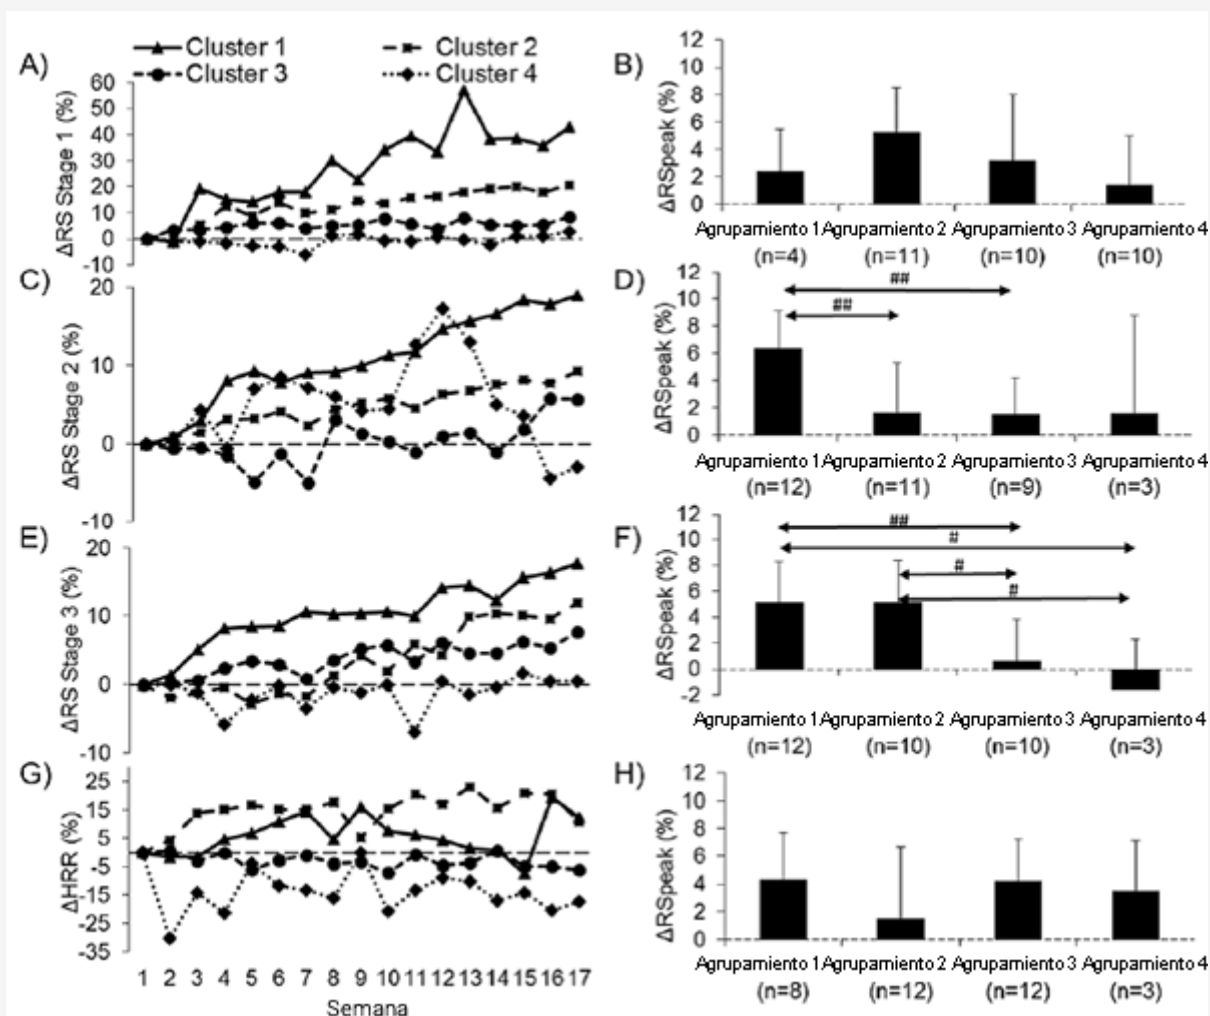 Cluster 1
Cluster 2
Cluster 3
Cluster 4
A)
ΔRS Stage 1 (%)
60
50
40
30
20
10
0
-10
B)
ΔRSpeak (%)
12
10
8
6
4
2
0
Agrupamiento 1 Agrupamiento 2 Agrupamiento 3 Agrupamiento 4
(n=4) (n=11) (n=10) (n=10)
C)
ΔRS Stage 2 (%)
20
10
0
-10
D)
ΔRSpeak (%)
12
10
8
6
4
2
0
##
##
Agrupamiento 1 Agrupamiento 2 Agrupamiento 3 Agrupamiento 4
(n=12) (n=11) (n=9) (n=3)
E)
ΔRS Stage 3 (%)
20
10
0
-10
F)
ΔRSpeak (%)
12
10
8
6
4
2
0
-2
##
#
#
#
Agrupamiento 1 Agrupamiento 2 Agrupamiento 3 Agrupamiento 4
(n=12) (n=10) (n=10) (n=3)
G)
ΔHRR (%)
25
15
5
-5
-15
-25
-35
1 2 3 4 5 6 7 8 9 10 11 12 13 14 15 16 17
Semana
H)
ΔRSpeak (%)
12
10
8
6
4
2
0
Agrupamiento 1 Agrupamiento 2 Agrupamiento 3 Agrupamiento 4
(n=8) (n=12) (n=12) (n=3)